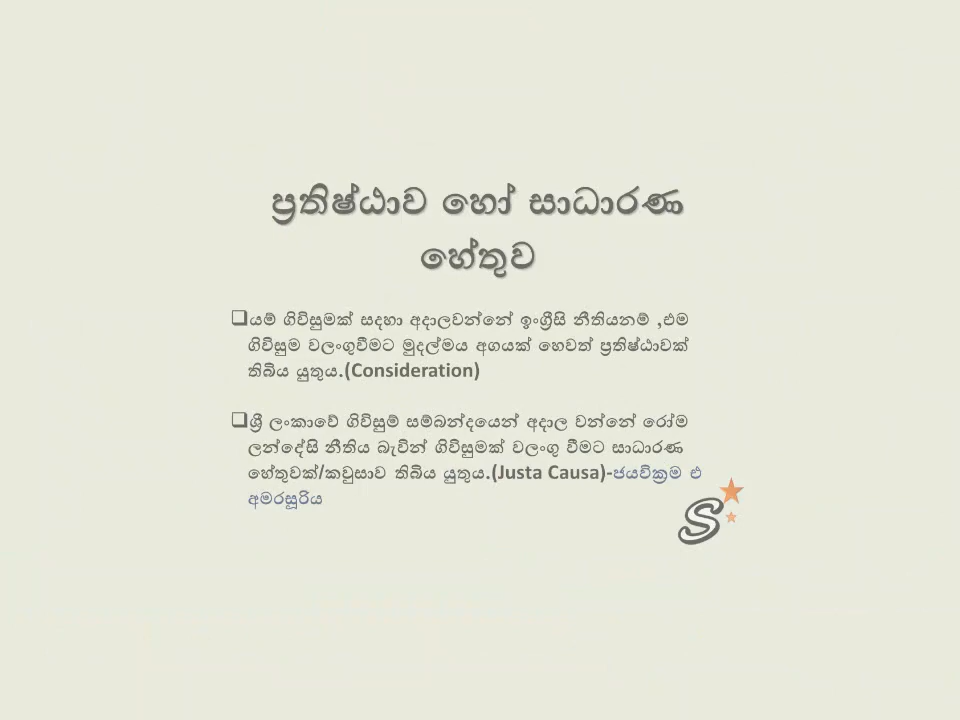 ප්‍රතිෂ්ඨාව හෝ සාධාරණ
හේතුව
යම් ගිවිසුමක් සදහා අදාලවන්නේ ඉංග්‍රීසි නීතියනම් ,එම
ගිවිසුම වලංගුවීමට මුදල්මය අගයක් හෙවත් ප්‍රතිෂ්ඨාවක්
තිබිය යුතුය.(Consideration)
ශ්‍රී ලංකාවේ ගිවිසුම් සම්බන්දයෙන් අදාල වන්නේ රෝම
ලන්දේසි නීතිය බැවින් ගිවිසුමක් වලංගු වීමට සාධාරණ
හේතුවක්/කවුසාව තිබිය යුතුය.(Justa Causa)-ජයවික්‍රම එ
අමරසූරිය
S